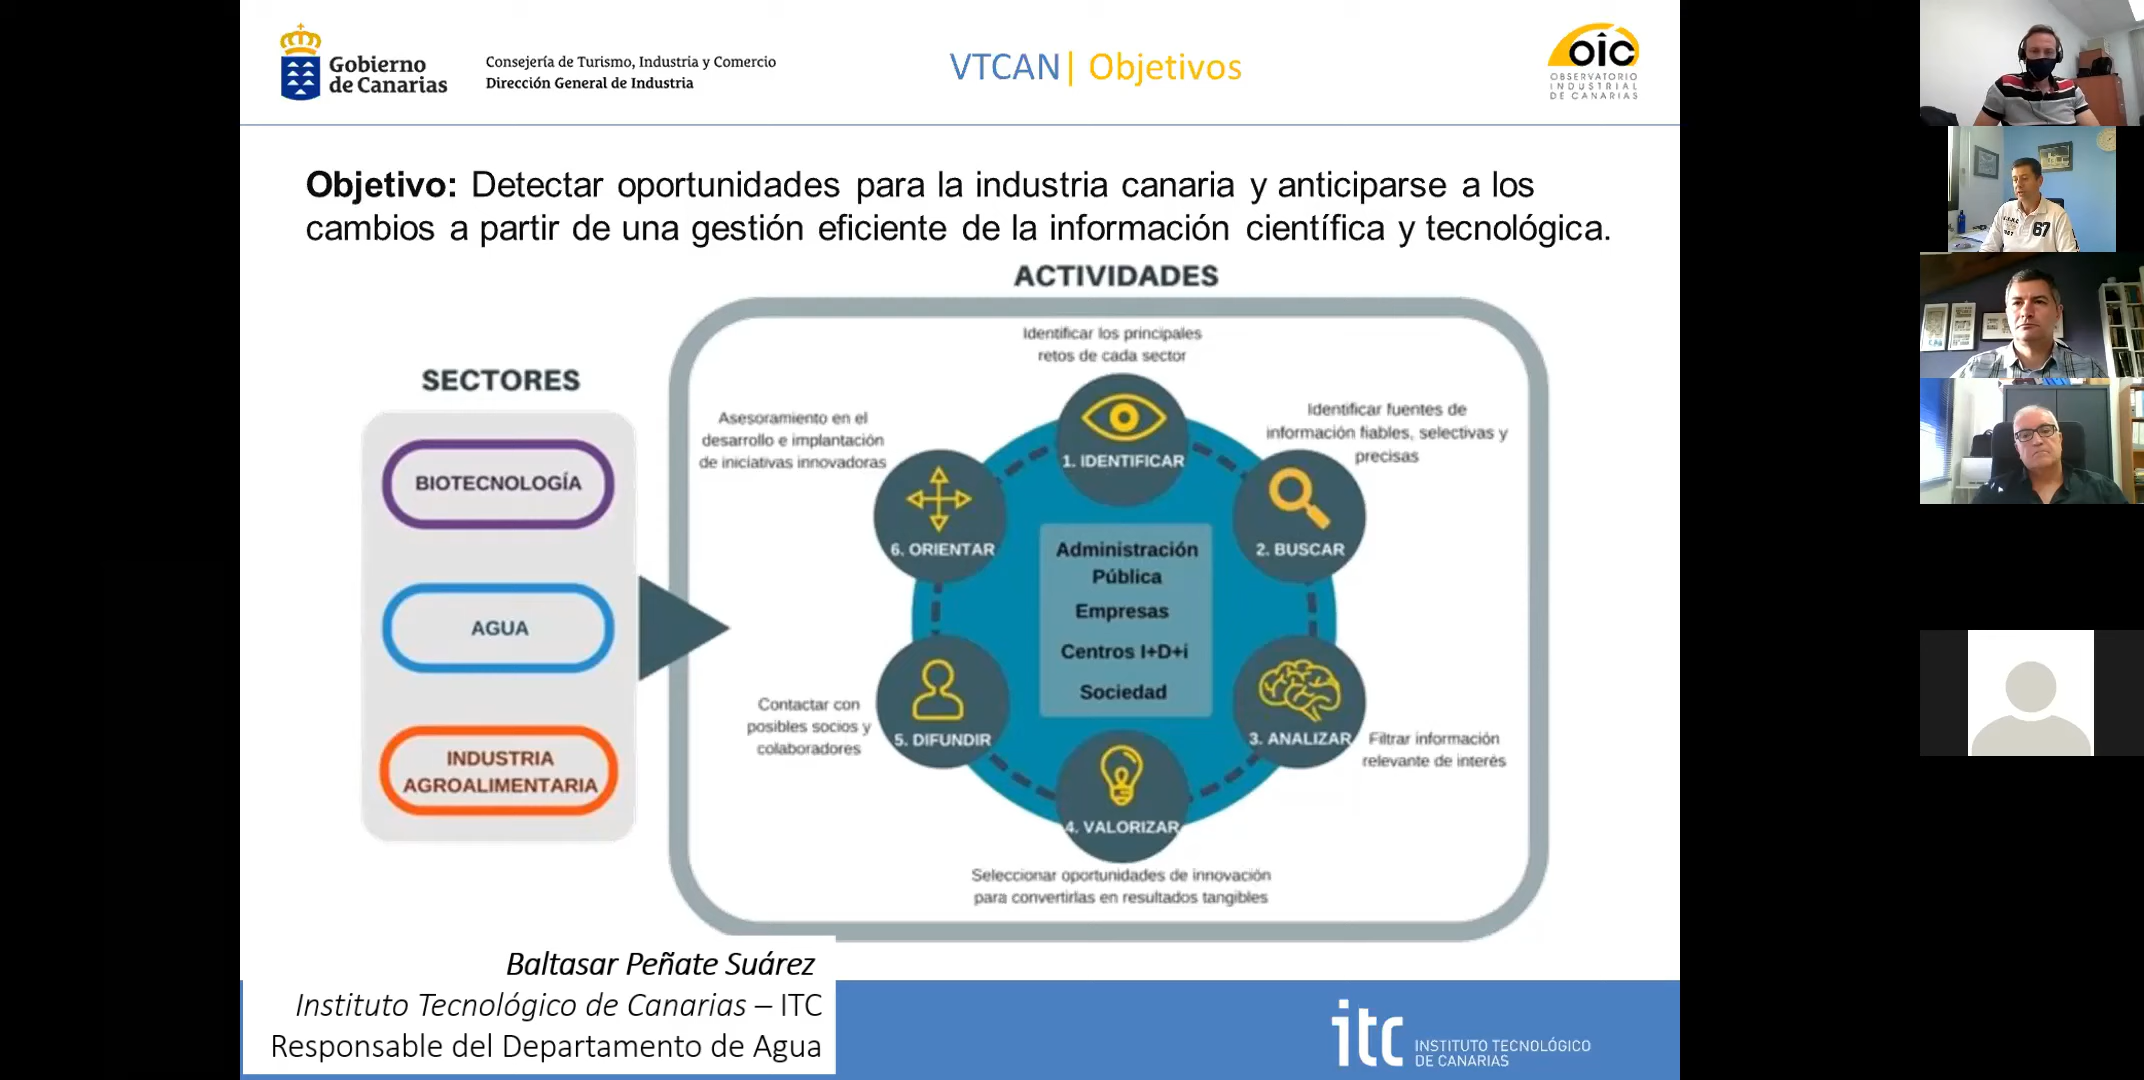 Gobierno
de Canarias
Consejería de Turismo, Industria y Comercio
Dirección General de Industria
VTCAN| Objetivos
oic
OBSERVATORIO
INDUSTRIAL
DE CANARIAS
Objetivo: Detectar oportunidades para la industria canaria y anticiparse a los
cambios a partir de una gestión eficiente de la información científica y tecnológica.
ACTIVIDADES
SECTORES
BIOTECNOLOGÍA
AGUA
INDUSTRIA
AGROALIMENTARIA
Identificar los principales
retos de cada sector
1. IDENTIFICAR
Identificar fuentes de
información fiables, selectivas y
precisas
2. BUSCAR
3. ANALIZAR
Filtrar información
relevante de interés
4. VALORIZAR
Seleccionar oportunidades de innovación
para convertirlas en resultados tangibles
5. DIFUNDIR
Contactar con
posibles socios y
colaboradores
6. ORIENTAR
Asesoramiento en el
desarrollo e implantación
de iniciativas innovadoras
Administración
Pública
Empresas
Centros I+D+i
Sociedad
Baltasar Peñate Suárez
Instituto Tecnológico de Canarias – ITC
Responsable del Departamento de Agua
itc
INSTITUTO TECNOLÓGICO
DE CANARIAS
67